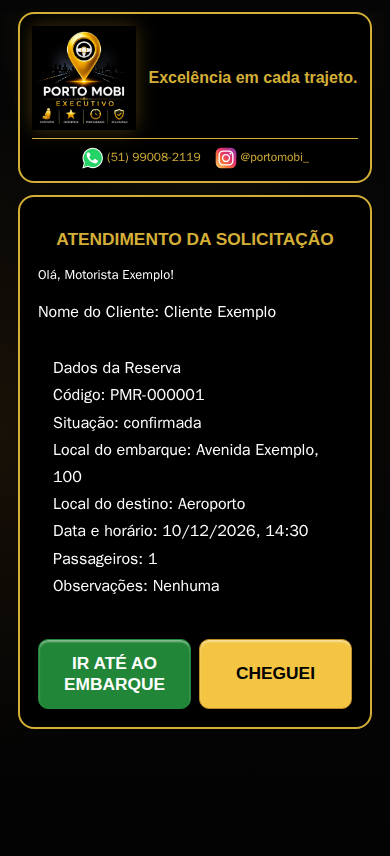 PORTO MOBI
EXECUTIVO
Excelência em cada trajeto.
(51) 99008-2119 @portomobi_
ATENDIMENTO DA SOLICITAÇÃO
Olá, Motorista Exemplo!
Nome do Cliente: Cliente Exemplo
Dados da Reserva
Código: PMR-000001
Situação: confirmada
Local do embarque: Avenida Exemplo,
100
Local do destino: Aeroporto
Data e horário: 10/12/2026, 14:30
Passageiros: 1
Observações: Nenhuma
IR ATÉ AO
EMBARQUE
CHEGUEI